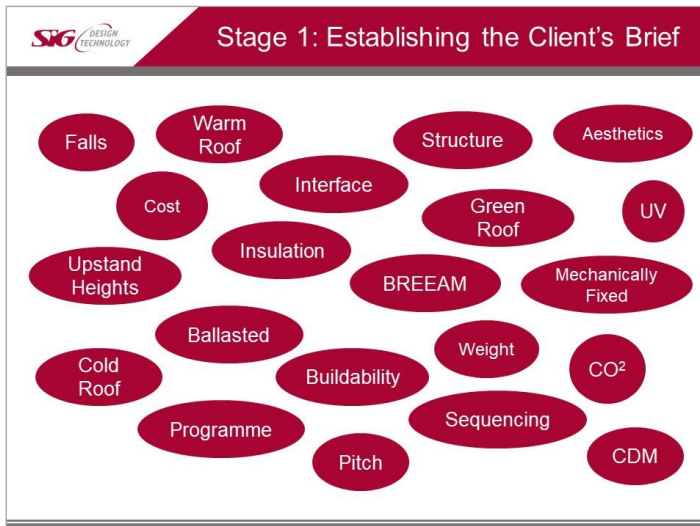 SIG DESIGN
TECHNOLOGY
Stage 1: Establishing the Client's Brief
Falls
Warm
Roof
Structure
Aesthetics
Cost
Interface
Green
Roof
UV
Insulation
Upstand
Heights
BREEAM
Mechanically
Fixed
Ballasted
Weight
Cold
Roof
Buildability
CO²
Programme
Sequencing
Pitch
CDM